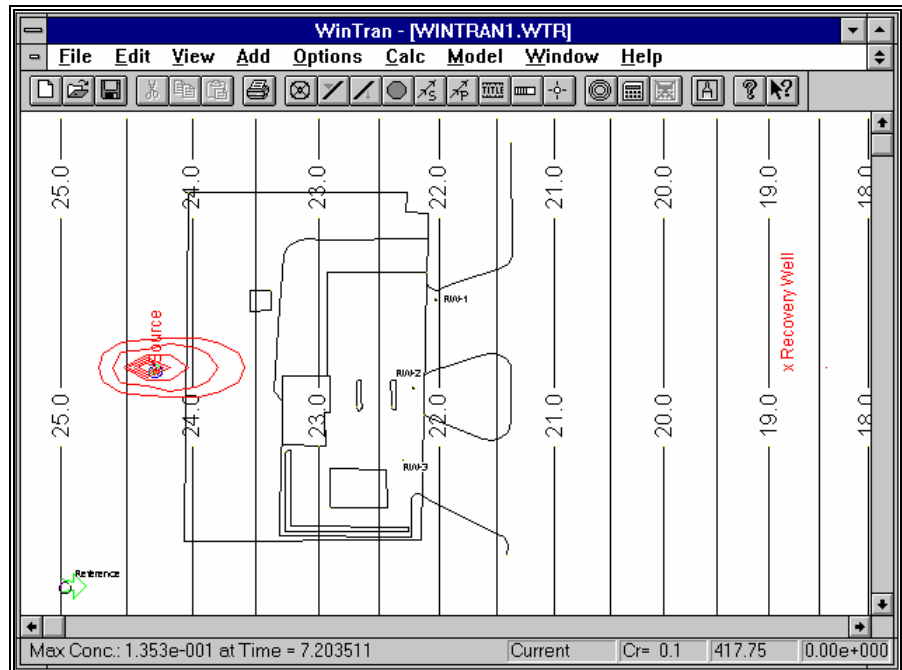 WinTran - [WINTRAN1.WTR]
File Edit View Add Options Calc Model Window Help
TITLE
S
P
A
?
?
25.0 24.0 23.0 22.0 21.0 20.0 19.0 18.0
RW-1
Source
x Recovery Well
RW-2
25.0 24.0 23.0 22.0 21.0 20.0 19.0 18.0
RW-3
Reference
Max Conc.: 1.353e-001 at Time = 7.203511 Current Cr= 0.1 417.75 0.00e+000